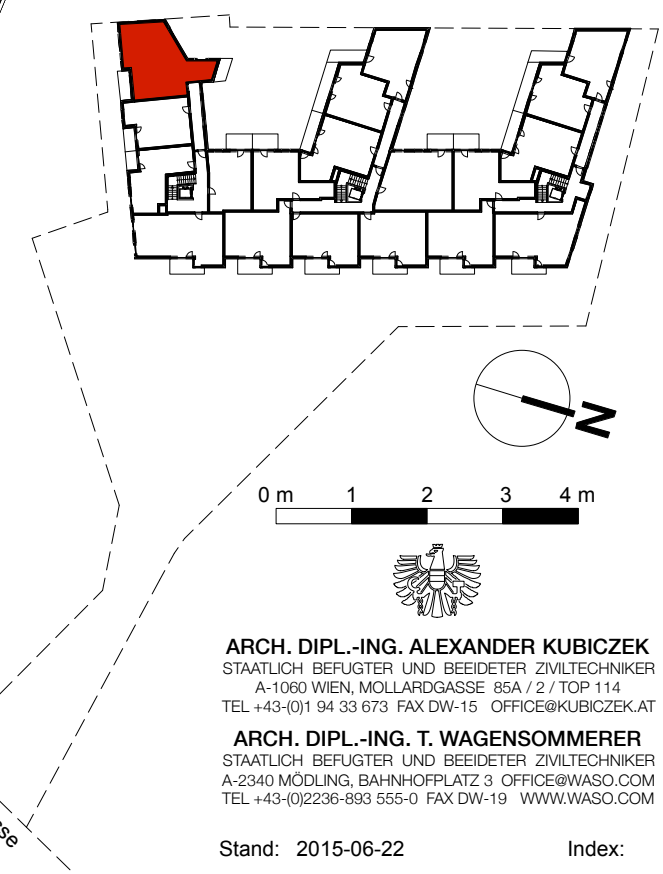 N
0 m 1 2 3 4 m
ARCH. DIPL.-ING. ALEXANDER KUBICZEK
STAATLICH BEFUGTER UND BEEIDETER ZIVILTECHNIKER
A-1060 WIEN, MOLLARDGASSE 85A / 2 / TOP 114
TEL +43-(0)1 94 33 673 FAX DW-15 OFFICE@KUBICZEK.AT
ARCH. DIPL.-ING. T. WAGENSOMMERER
STAATLICH BEFUGTER UND BEEIDETER ZIVILTECHNIKER
A-2340 MÖDLING, BAHNHOFPLATZ 3 OFFICE@WASO.COM
TEL +43-(0)2236-893 555-0 FAX DW-19 WWW.WASO.COM
Stand: 2015-06-22 Index: